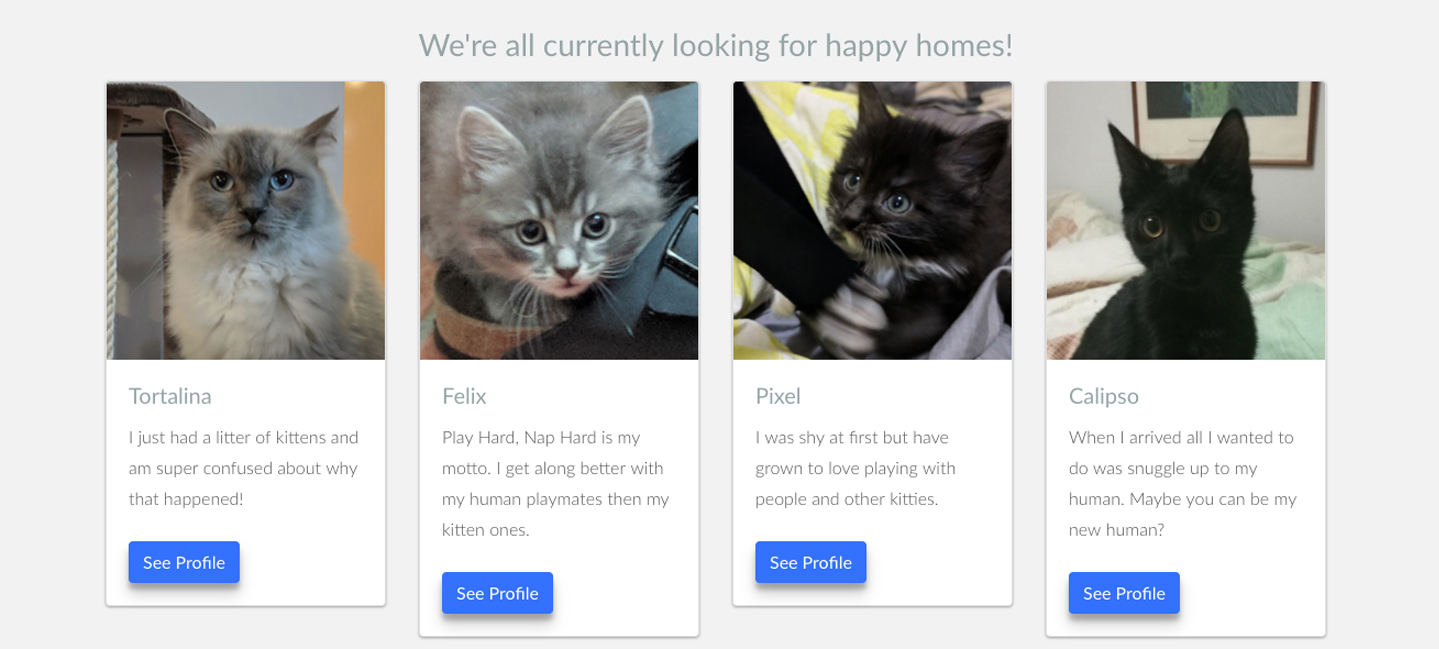 We're all currently looking for happy homes!
Tortalina
I just had a litter of kittens and
am super confused about why
that happened!
See Profile
Felix
Play Hard, Nap Hard is my
motto. I get along better with
my human playmates then my
kitten ones.
See Profile
Pixel
I was shy at first but have
grown to love playing with
people and other kitties.
See Profile
Calipso
When I arrived all I wanted to
do was snuggle up to my
human. Maybe you can be my
new human?
See Profile